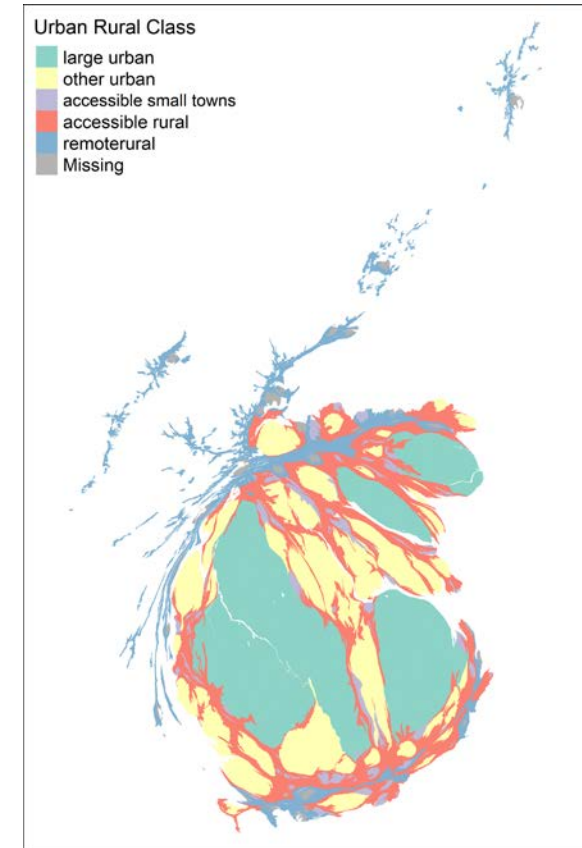 Urban Rural Class
large urban
other urban
accessible small towns
accessible rural
remoterural
Missing